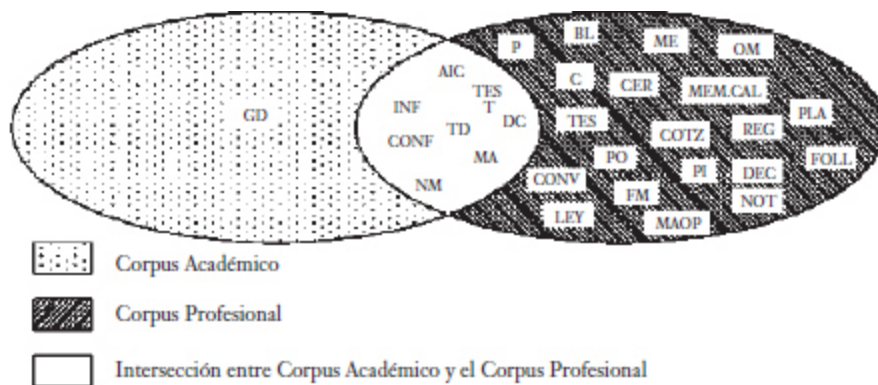 P
BL
ME
OM
AIC
C
CER
MEM.CAL
TES
INF
T
GD
DC
TES
PLA
CONF
TD
COTZ
REG
MA
PO
FOLL
NM
CONV
PI
DEC
FM
NOT
LEY
MAOP
Corpus Académico
Corpus Profesional
Intersección entre Corpus Académico y el Corpus Profesional